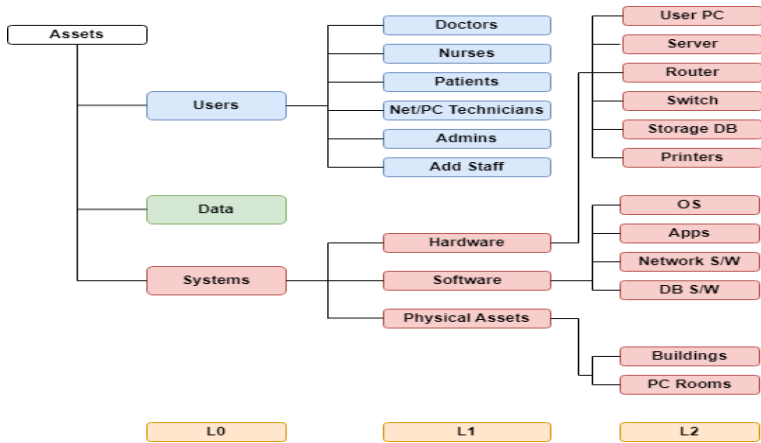 Assets
Users
Data
Systems
Doctors
Nurses
Patients
Net/PC Technicians
Admins
Add Staff
Hardware
Software
Physical Assets
User PC
Server
Router
Switch
Storage DB
Printers
OS
Apps
Network S/W
DB S/W
Buildings
PC Rooms
L0
L1
L2